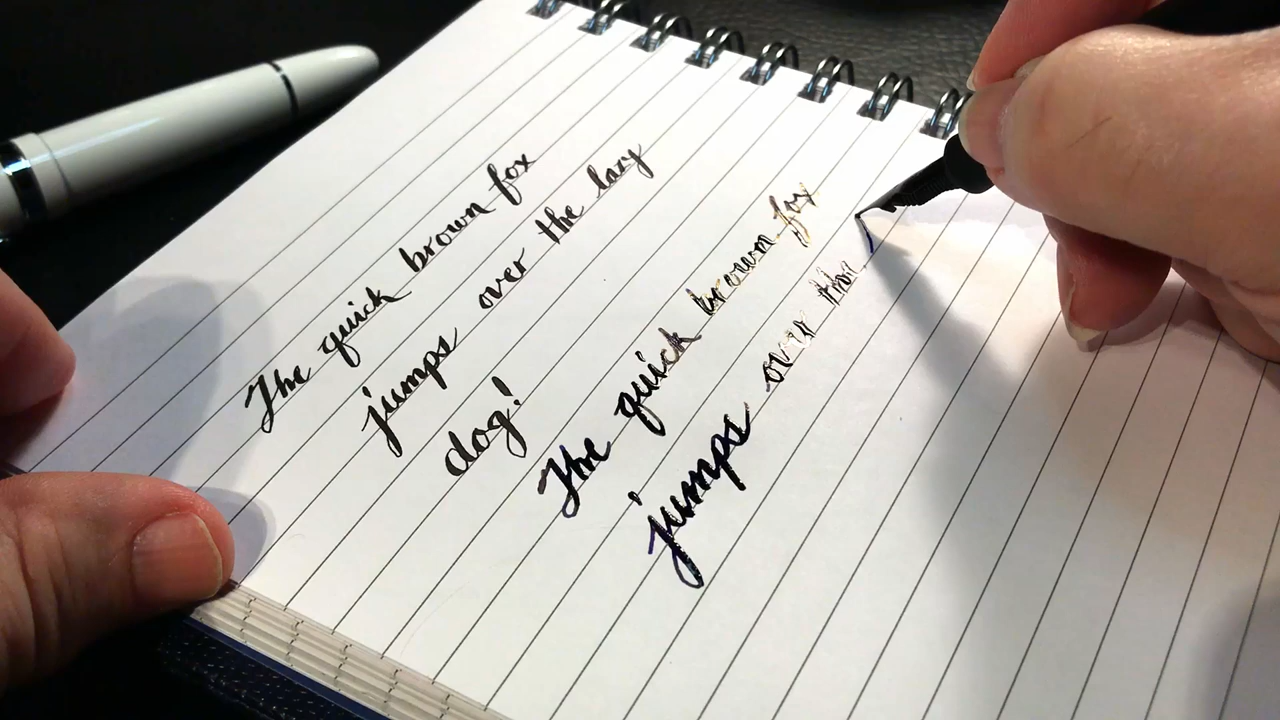 The quick brown fox
jumps over the lazy
dog!
The quick brown fox
jumps over the